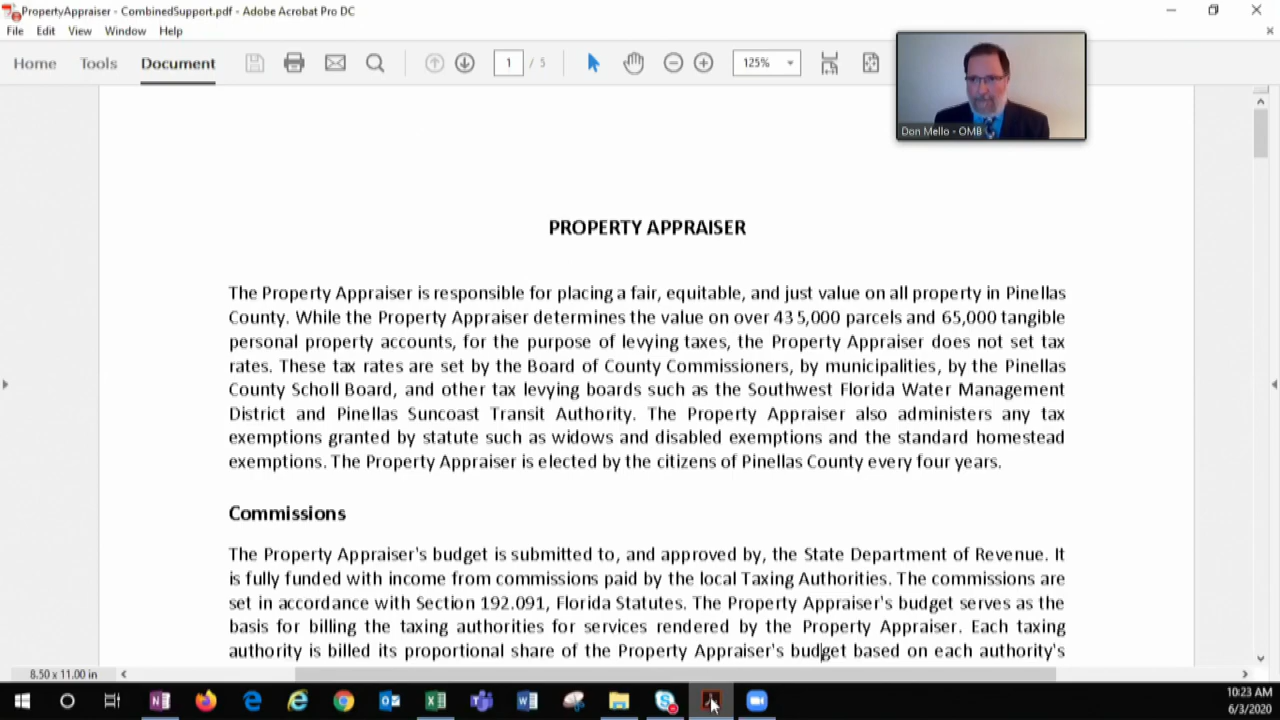 PropertyAppraiser - CombinedSupport.pdf - Adobe Acrobat Pro DC
File Edit View Window Help
Home Tools Document 1 / 5 125%
Don Mello - OMB
PROPERTY APPRAISER
The Property Appraiser is responsible for placing a fair, equitable, and just value on all property in Pinellas
County. While the Property Appraiser determines the value on over 435,000 parcels and 65,000 tangible
personal property accounts, for the purpose of levying taxes, the Property Appraiser does not set tax
rates. These tax rates are set by the Board of County Commissioners, by municipalities, by the Pinellas
County Scholl Board, and other tax levying boards such as the Southwest Florida Water Management
District and Pinellas Suncoast Transit Authority. The Property Appraiser also administers any tax
exemptions granted by statute such as widows and disabled exemptions and the standard homestead
exemptions. The Property Appraiser is elected by the citizens of Pinellas County every four years.
Commissions
The Property Appraiser's budget is submitted to, and approved by, the State Department of Revenue. It
is fully funded with income from commissions paid by the local Taxing Authorities. The commissions are
set in accordance with Section 192.091, Florida Statutes. The Property Appraiser's budget serves as the
basis for billing the taxing authorities for services rendered by the Property Appraiser. Each taxing
authority is billed its proportional share of the Property Appraiser's budget based on each authority's
8.50 x 11.00 in
10:23 AM
6/3/2020